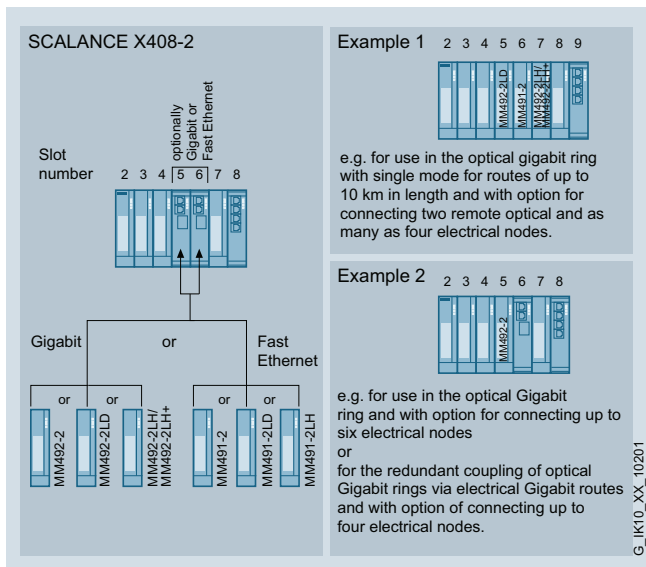 SCALANCE X408-2
optionally
Gigabit or
Fast Ethernet
Slot
number
2 3 4 5 6 7 8
Gigabit
or
Fast
Ethernet
or
or
or
or
MM492-2
MM492-2LD
MM492-2LH/
MM492-2LH+
MM491-2
MM491-2LD
MM491-2LH
Example 1
2 3 4 5 6 7 8 9
MM492-2LD
MM491-2
MM492-2LH/
MM492-2LH+
e.g. for use in the optical gigabit ring
with single mode for routes of up to
10 km in length and with option for
connecting two remote optical and as
many as four electrical nodes.
Example 2
2 3 4 5 6 7 8
MM492-2
e.g. for use in the optical Gigabit
ring and with option for connecting up to
six electrical nodes
or
for the redundant coupling of optical
Gigabit rings via electrical Gigabit routes
and with option of connecting up to
four electrical nodes.
G_IK10_XX_10201